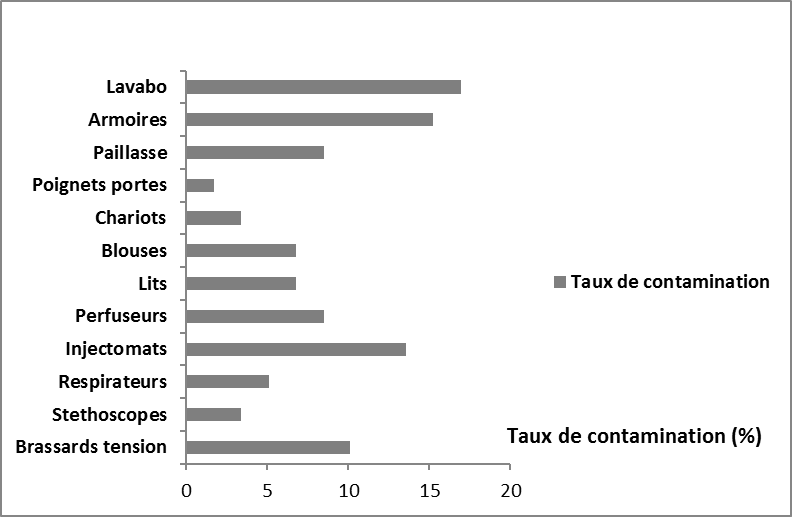 Lavabo
Armoires
Paillasse
Poignets portes
Chariots
Blouses
Lits
Perfuseurs
Injectomats
Respirateurs
Stethoscopes
Brassards tension
Taux de contamination
Taux de contamination (%)
0 5 10 15 20